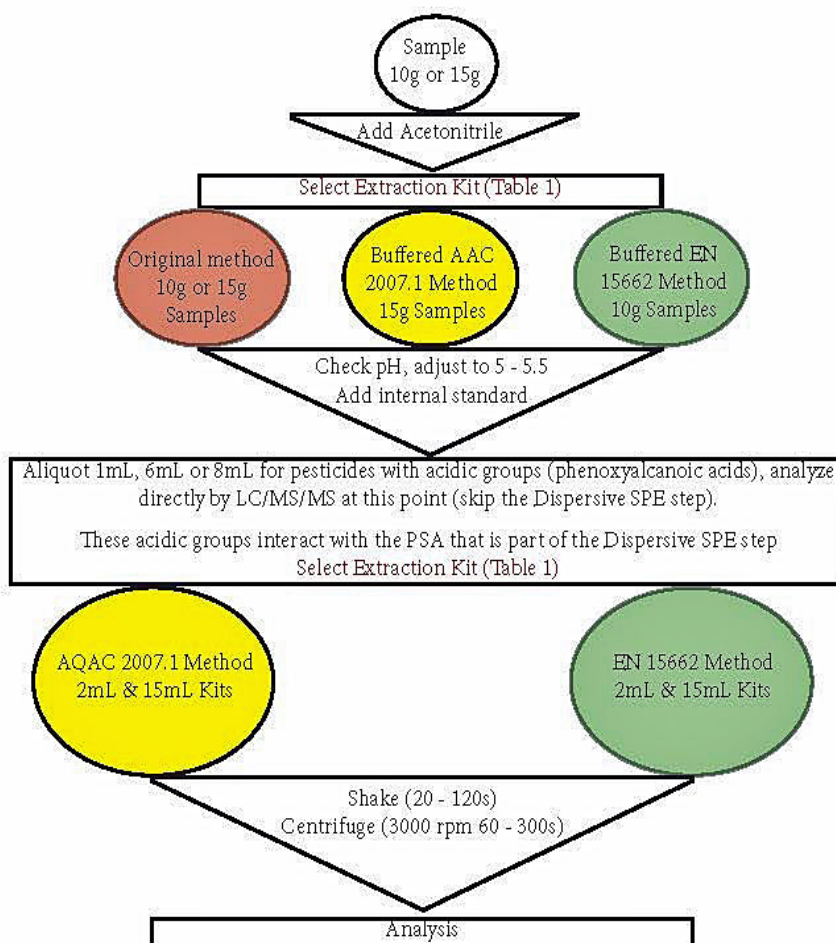 Sample
10g or 15g
Add Acetonitrile
Select Extraction Kit (Table 1)
Original method
10g or 15g
Samples
Buffered AAC
2007.1 Method
15g Samples
Buffered EN
15662 Method
10g Samples
Check pH, adjust to 5 - 5.5
Add internal standard
Aliquot 1mL, 6mL or 8mL for pesticides with acidic groups (phenoxyalcanoic acids), analyze
directly by LC/MS/MS at this point (skip the Dispersive SPE step).
These acidic groups interact with the PSA that is part of the Dispersive SPE step
Select Extraction Kit (Table 1)
AQAC 2007.1 Method
2mL & 15mL Kits
EN 15662 Method
2mL & 15mL Kits
Shake (20 - 120s)
Centrifuge (3000 rpm 60 - 300s)
Analysis